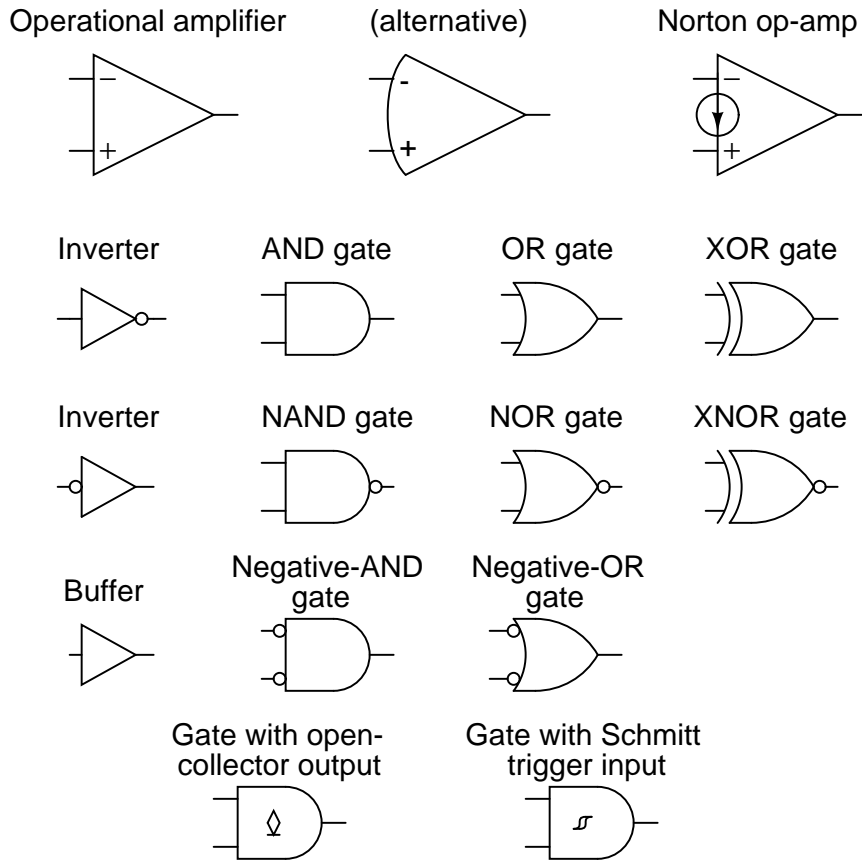 Operational amplifier
(alternative)
Norton op-amp
−
+
-
+
−
+
Inverter
AND gate
OR gate
XOR gate
Inverter
NAND gate
NOR gate
XNOR gate
Buffer
Negative-AND
gate
Negative-OR
gate
Gate with open-
collector output
Gate with Schmitt
trigger input